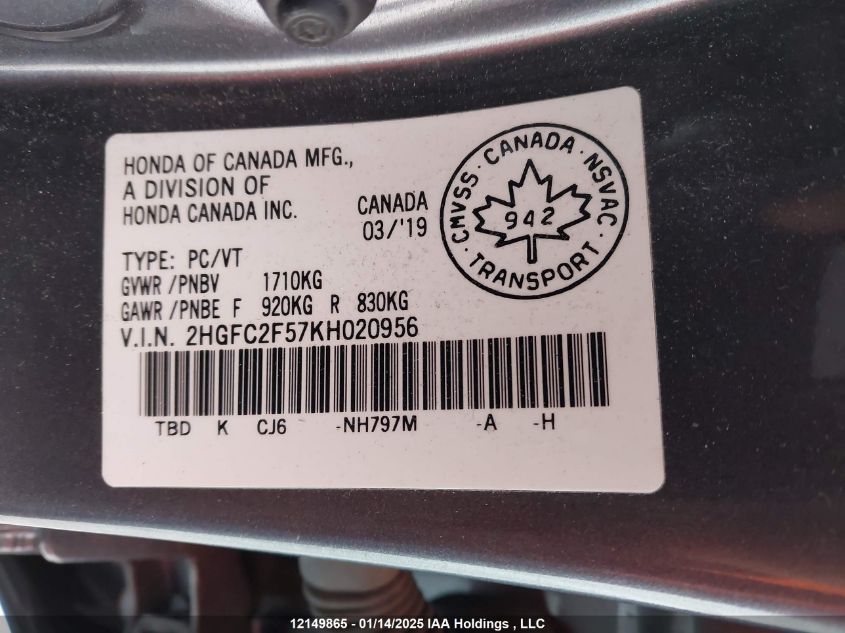 HONDA OF CANADA MFG.,
A DIVISION OF
HONDA CANADA INC.
CANADA
03/'19
TYPE: PC/VT
GVWR /PNBV 1710KG
GAWR /PNBE F 920KG R 830KG
V.I.N. 2HGFC2F57KH020956
TBD K CJ6 -NH797M -A -H
CMVSS · CANADA · NSVAC
942
· TRANSPORT ·
12149865 - 01/14/2025 IAA Holdings , LLC